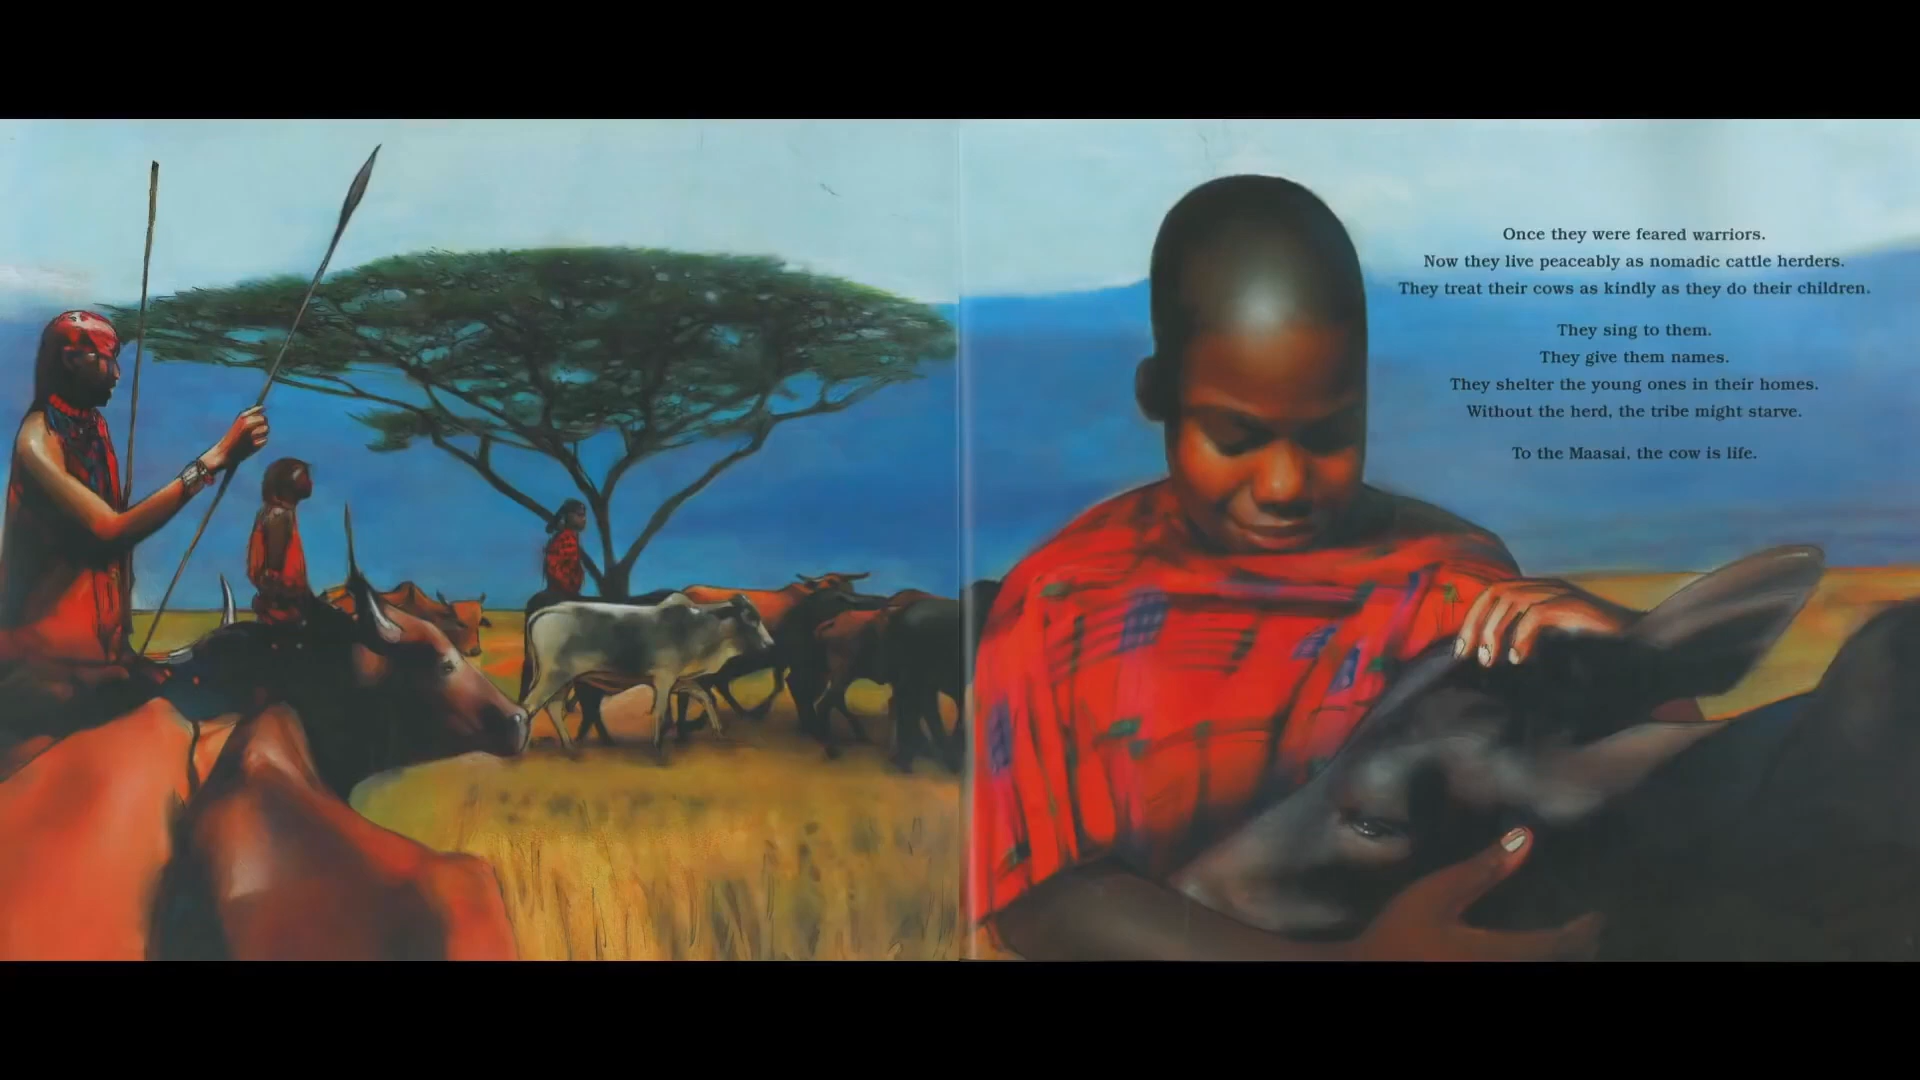 Once they were feared warriors.
Now they live peaceably as nomadic cattle herders.
They treat their cows as kindly as they do their children.
They sing to them.
They give them names.
They shelter the young ones in their homes.
Without the herd, the tribe might starve.
To the Maasai, the cow is life.